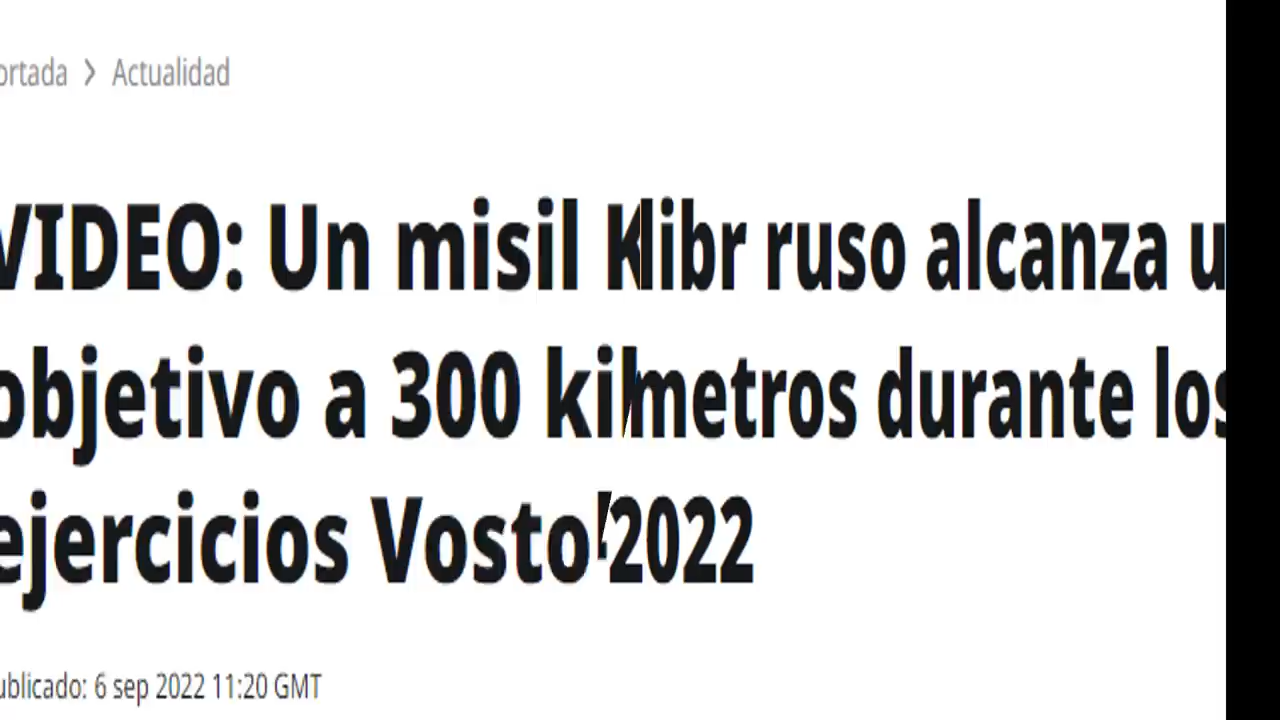 ortada > Actualidad
VIDEO: Un misil Klibr ruso alcanza u
objetivo a 300 kilmetros durante los
ejercicios Vosto 2022
ublicado: 6 sep 2022 11:20 GMT